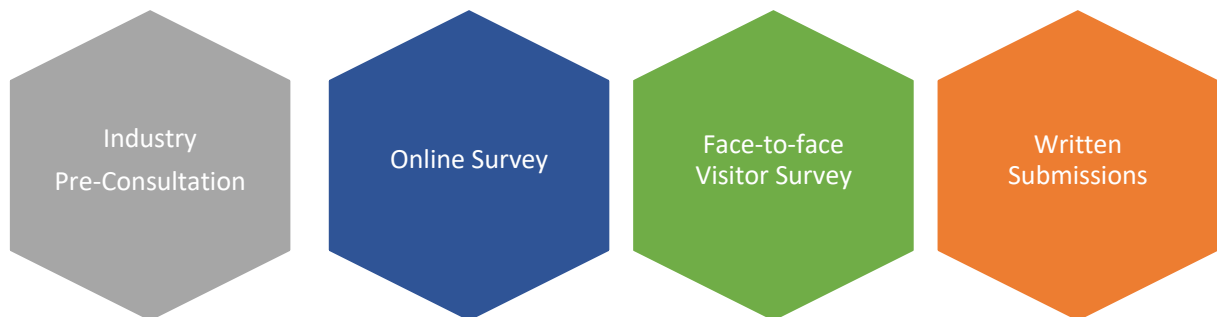 Industry
Pre-Consultation
Online Survey
Face-to-face
Visitor Survey
Written
Submissions